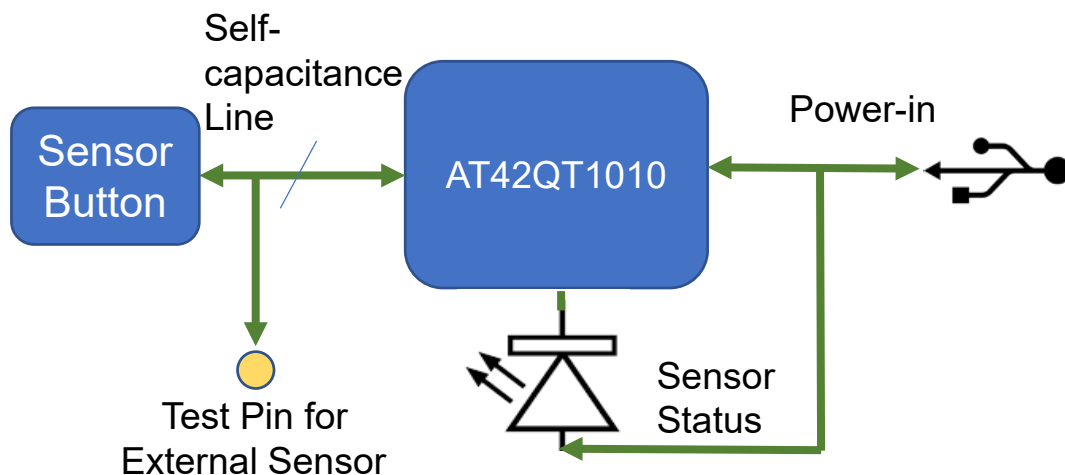 Self-
capacitance
Line
Power-in
Sensor
Button
AT42QT1010
Sensor
Status
Test Pin for
External Sensor